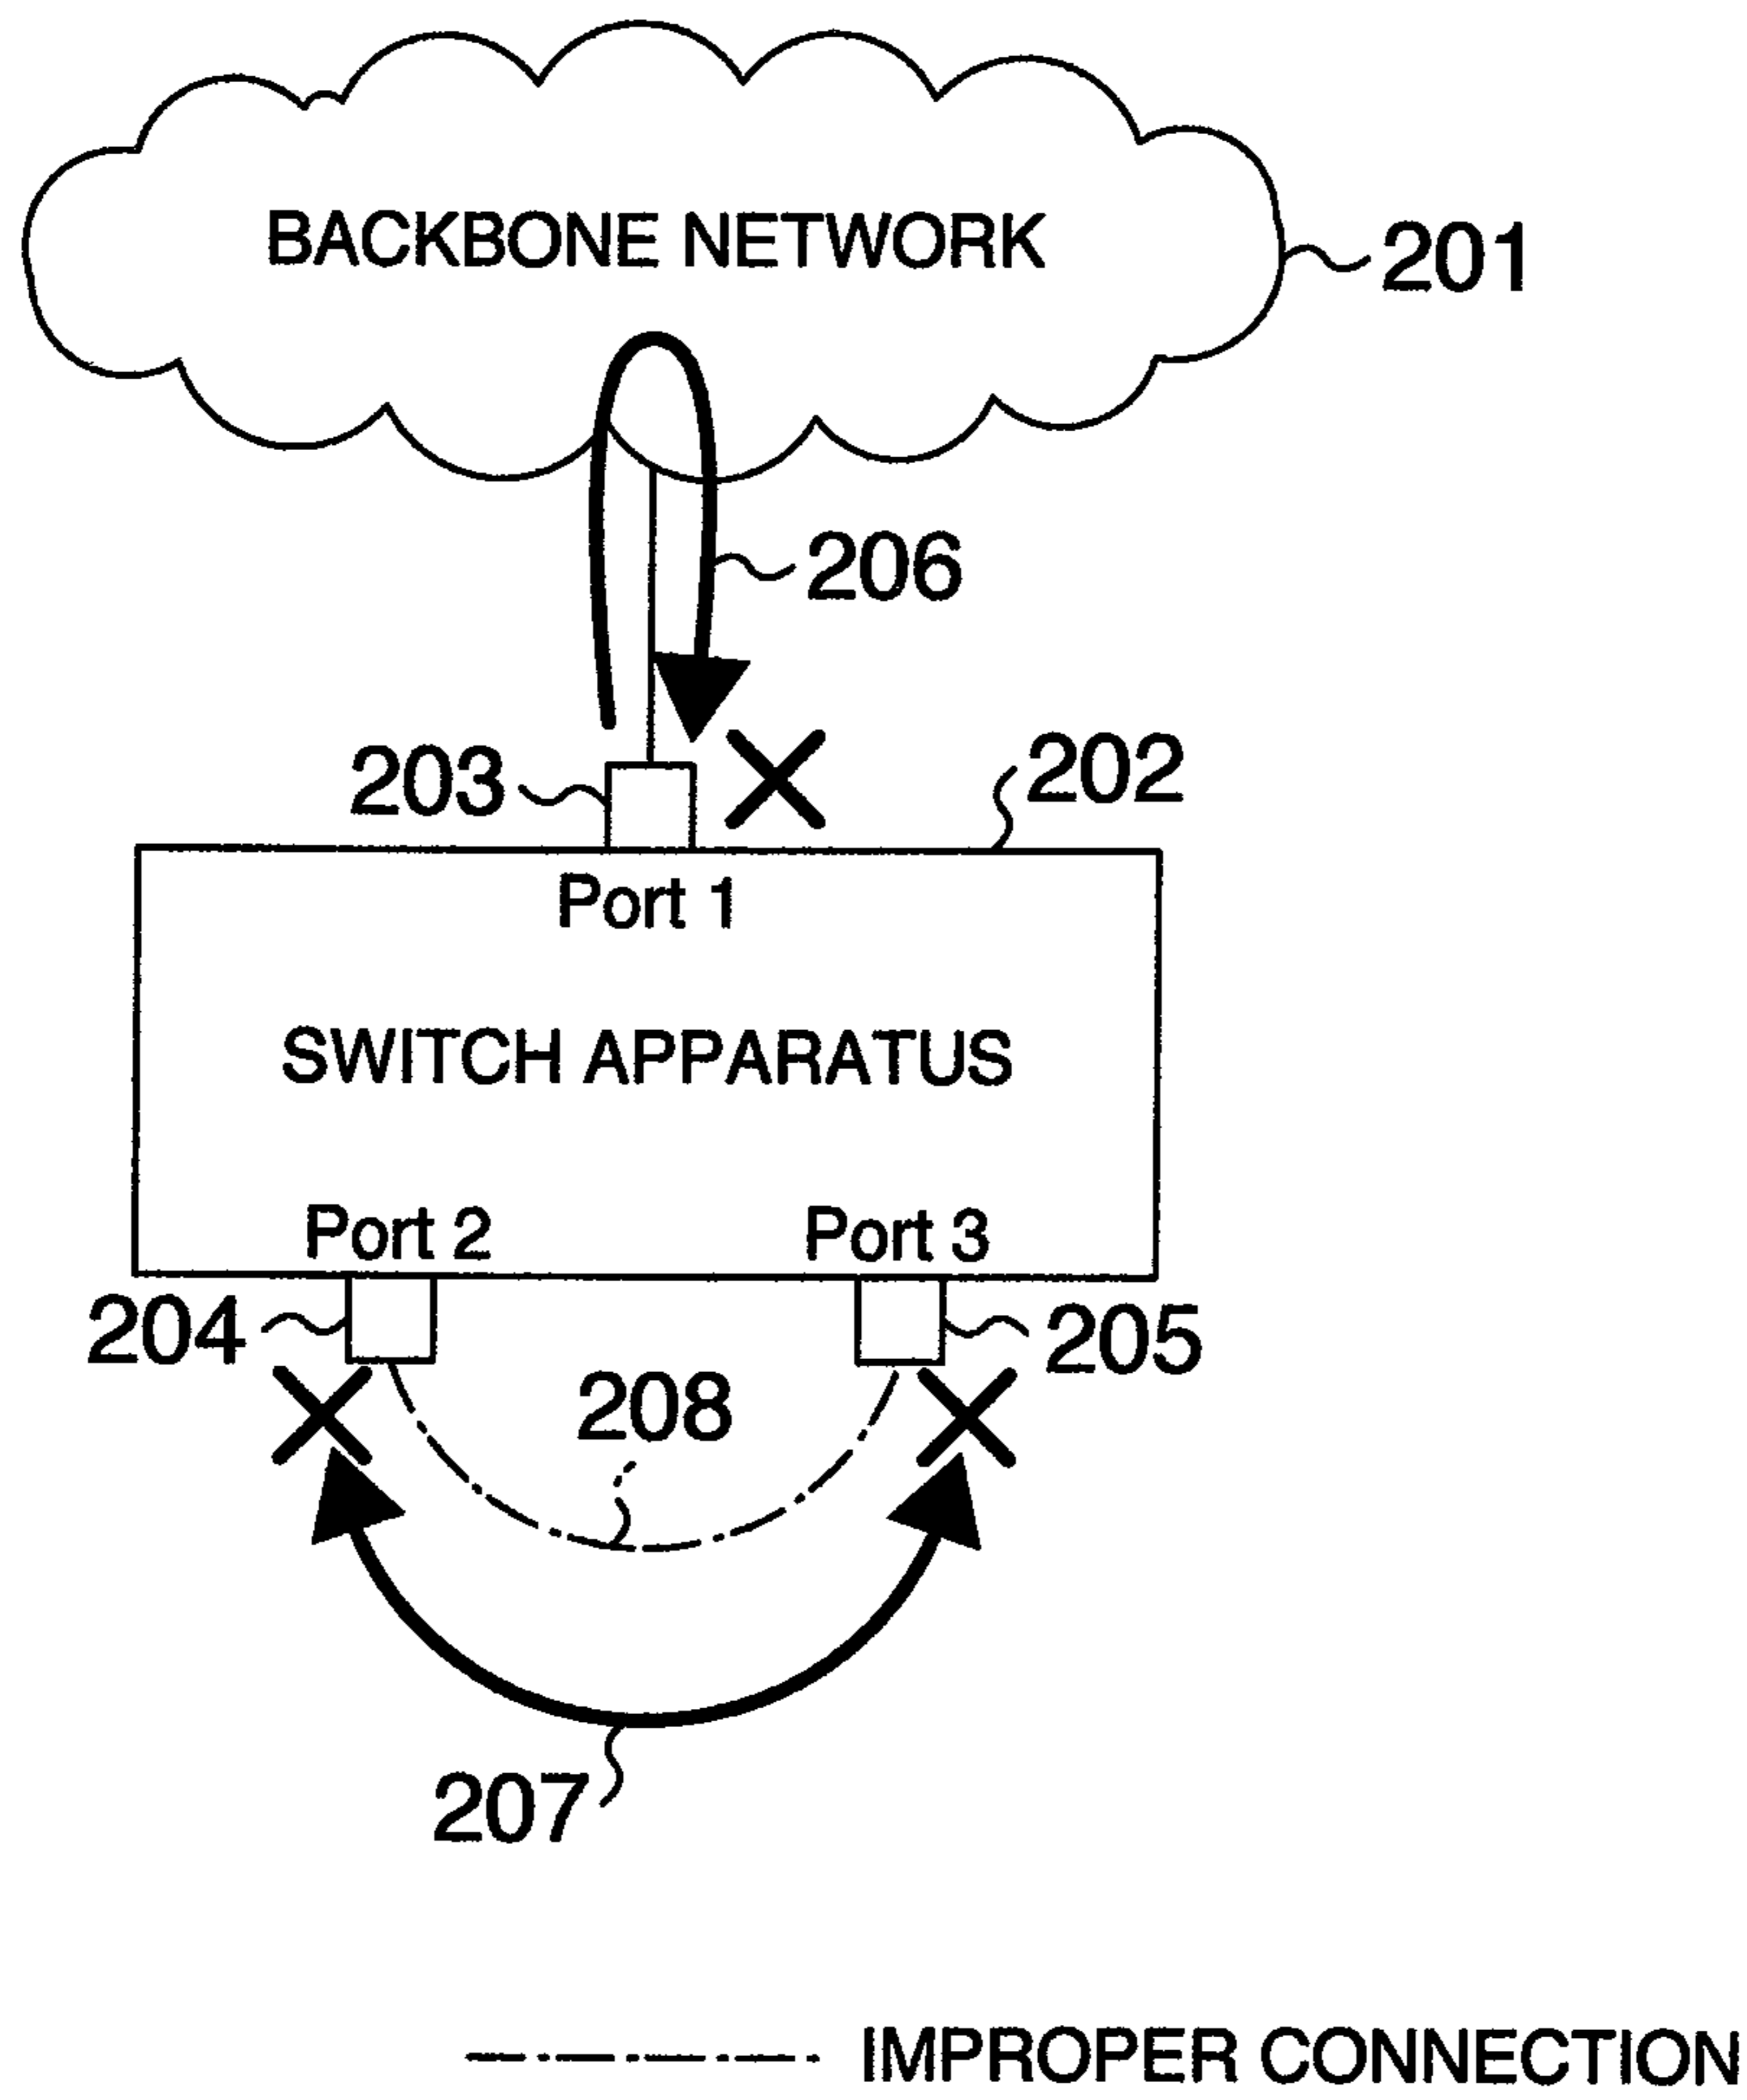 BACKBONE NETWORK
201
206
203
202
Port 1
SWITCH APPARATUS
Port 2
Port 3
204
205
208
207
IMPROPER CONNECTION